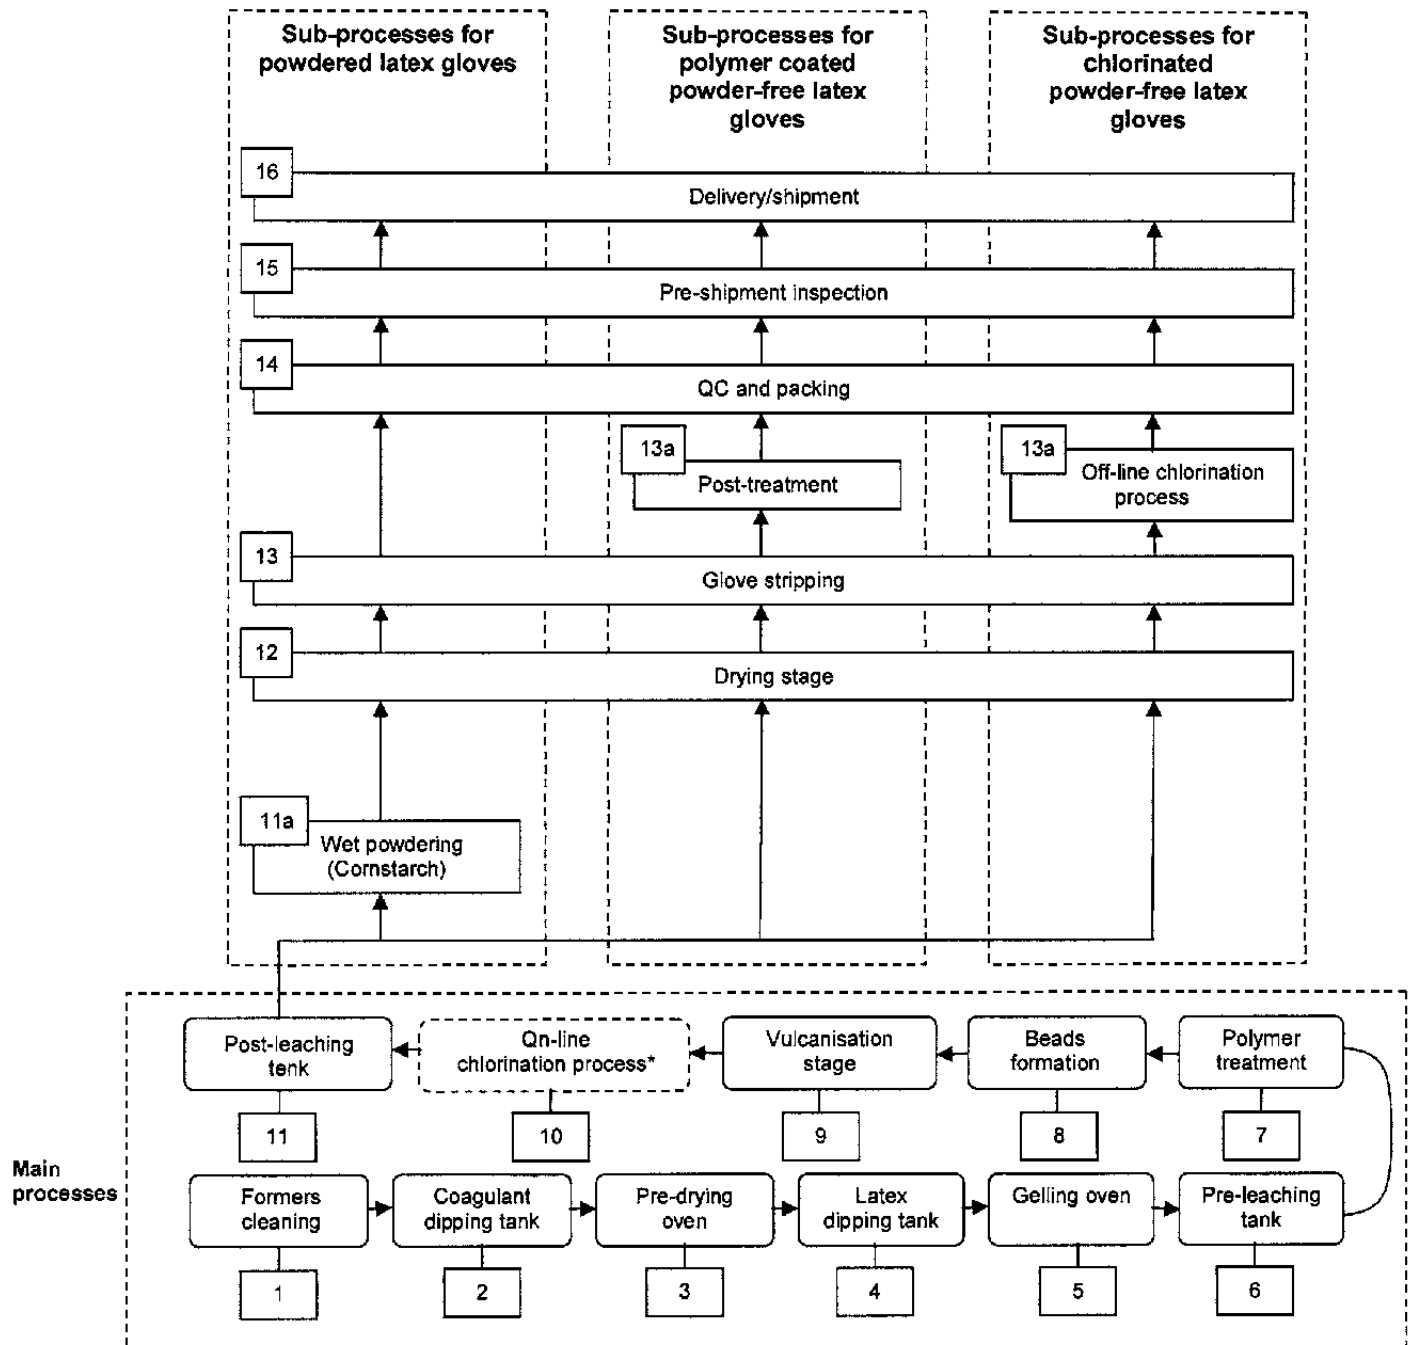 Sub-processes for
powdered latex gloves
Sub-processes for
polymer coated
powder-free latex
gloves
Sub-processes for
chlorinated
powder-free latex
gloves
16
Delivery/shipment
15
Pre-shipment inspection
14
QC and packing
13a
Post-treatment
13a
Off-line chlorination
process
13
Glove stripping
12
Drying stage
11a
Wet powdering
(Cornstarch)
Post-leaching
tenk
Qn-line
chlorination process*
Vulcanisation
stage
Beads
formation
Polymer
treatment
11
10
9
8
7
Main
processes
Formers
cleaning
Coagulant
dipping tank
Pre-drying
oven
Latex
dipping tank
Gelling oven
Pre-leaching
tank
1
2
3
4
5
6